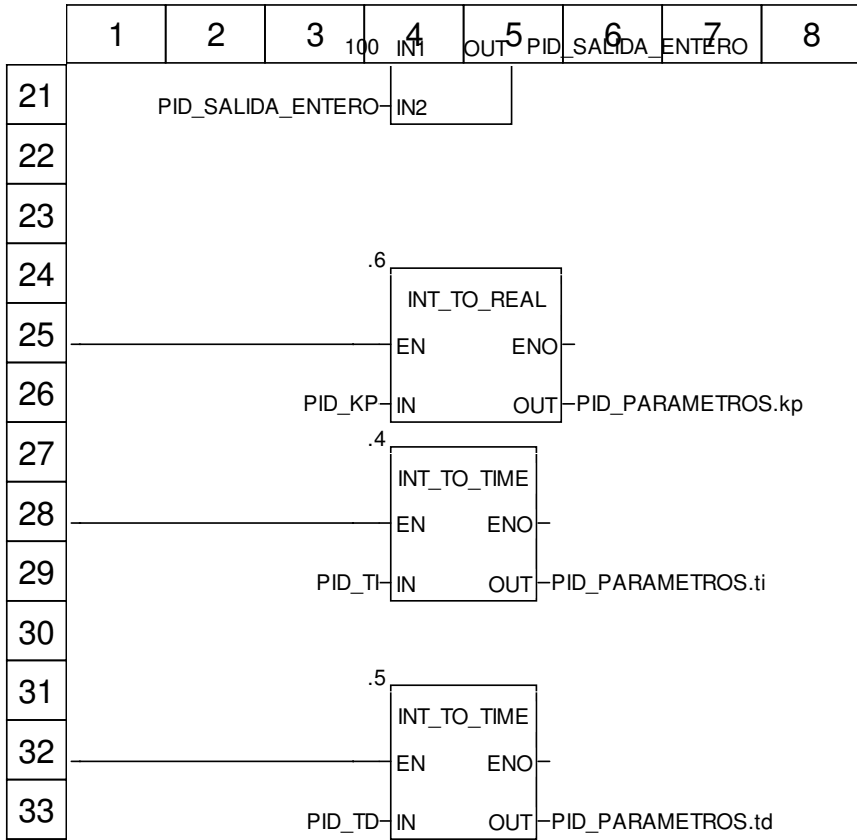 1 2 3 4 5 6 7 8
100 IN1 OUT PID_SALIDA_ENTERO
21 PID_SALIDA_ENTERO IN2
22
23
24 .6
INT_TO_REAL
25 EN ENO
26 PID_KP IN OUT PID_PARAMETROS.kp
27 .4
INT_TO_TIME
28 EN ENO
29 PID_TI IN OUT PID_PARAMETROS.ti
30
31 .5
INT_TO_TIME
32 EN ENO
33 PID_TD IN OUT PID_PARAMETROS.td